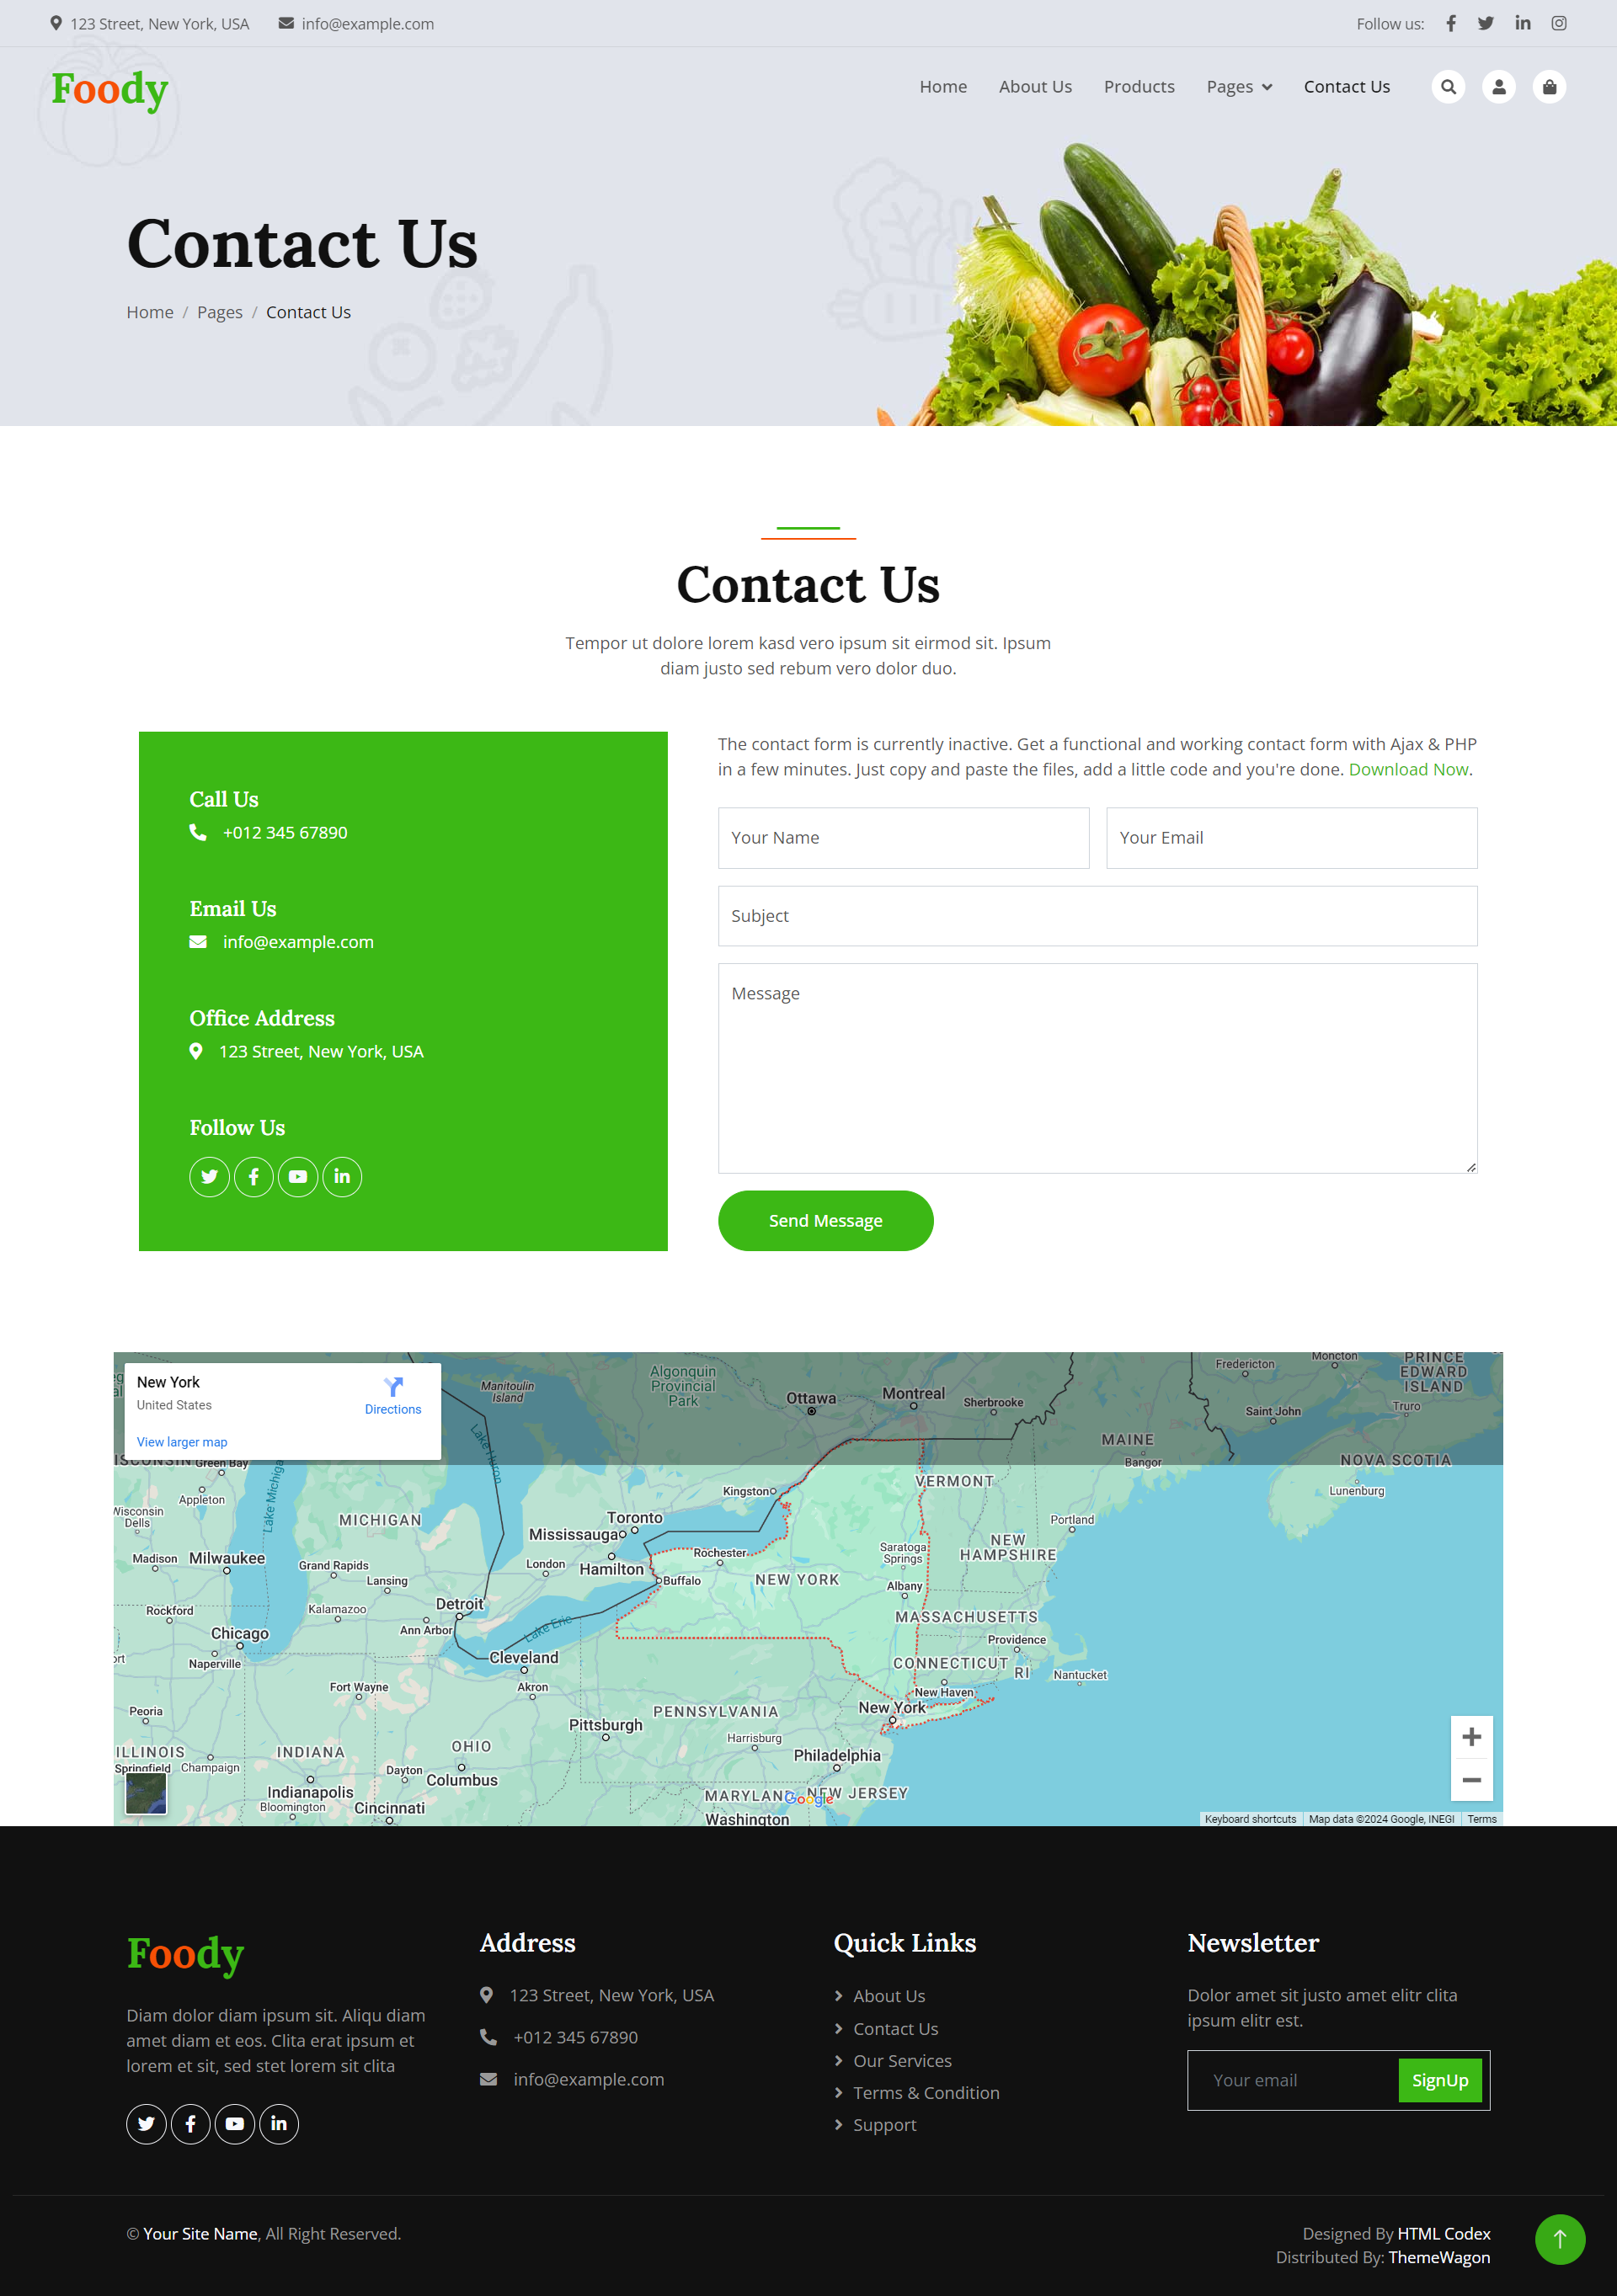 123 Street, New York, USA info@example.com Follow us:
Foody Home About Us Products Pages Contact Us
Contact Us
Home / Pages / Contact Us
Contact Us
Tempor ut dolore lorem kasd vero ipsum sit eirmod sit. Ipsum
diam justo sed rebum vero dolor duo.
Call Us
+012 345 67890
Email Us
info@example.com
Office Address
123 Street, New York, USA
Follow Us
The contact form is currently inactive. Get a functional and working contact form with Ajax & PHP
in a few minutes. Just copy and paste the files, add a little code and you're done. Download Now.
Your Name Your Email
Subject
Message
Send Message
New York
United States
Directions
View larger map
Manitoulin
Island
Algonquin
Provincial
Park
Ottawa
Montreal
Sherbrooke
Fredericton
Moncton
PRINCE
EDWARD
ISLAND
Truro
Saint John
MAINE
Bangor
NOVA SCOTIA
Lunenburg
Green Bay
Appleton
Wisconsin
Dells
Lake Michiga
Lake Huron
MICHIGAN
Kingston
VERMONT
Toronto
Mississauga
Hamilton
London
Rochester
Buffalo
NEW YORK
Saratoga
Springs
Albany
NEW
HAMPSHIRE
Portland
Madison
Milwaukee
Grand Rapids
Lansing
Kalamazoo
Detroit
Ann Arbor
Rockford
Chicago
Naperville
Lake Erie
Cleveland
Akron
MASSACHUSETTS
Providence
CONNECTICUT
RI
Nantucket
New Haven
New York
Fort Wayne
Peoria
PENNSYLVANIA
Pittsburgh
Harrisburg
Philadelphia
ILLINOIS
Springfield
Champaign
INDIANA
OHIO
Dayton
Columbus
Indianapolis
Bloomington
Cincinnati
MARYLAND
NEW JERSEY
Washington
Google
Keyboard shortcuts Map data ©2024 Google, INEGI Terms
Foody
Diam dolor diam ipsum sit. Aliqu diam
amet diam et eos. Clita erat ipsum et
lorem et sit, sed stet lorem sit clita
Address
123 Street, New York, USA
+012 345 67890
info@example.com
Quick Links
About Us
Contact Us
Our Services
Terms & Condition
Support
Newsletter
Dolor amet sit justo amet elitr clita
ipsum elitr est.
Your email SignUp
© Your Site Name, All Right Reserved.
Designed By HTML Codex
Distributed By: ThemeWagon